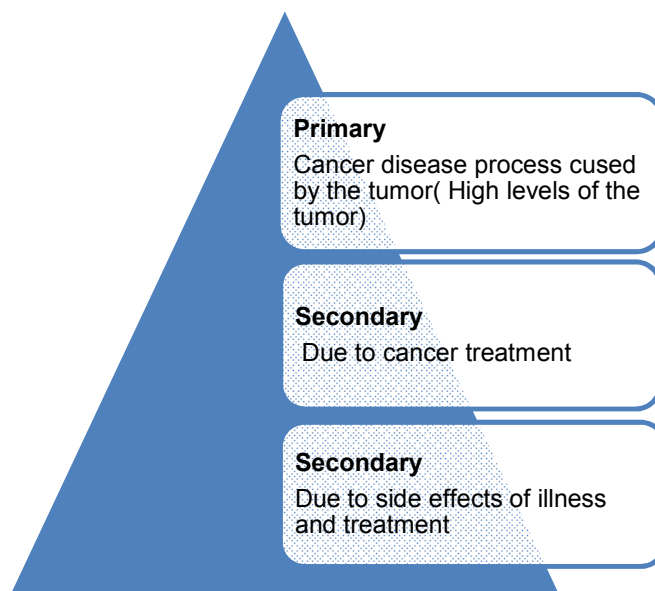 Primary
Cancer disease process cused
by the tumor( High levels of the
tumor)
Secondary
Due to cancer treatment
Secondary
Due to side effects of illness
and treatment